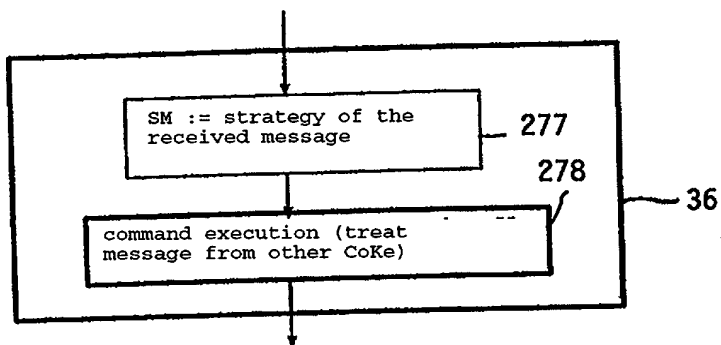 SM := strategy of the
received message
277
278
command execution (treat
message from other CoKe)
36